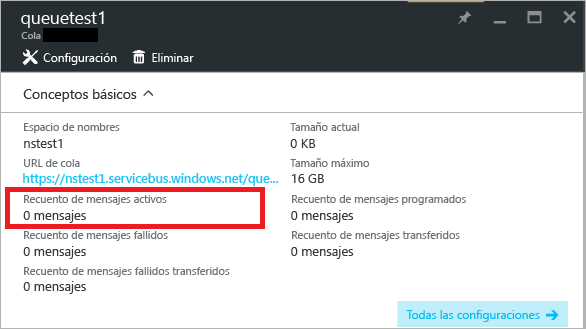 queuetest1
Cola
Configuración Eliminar
Conceptos básicos
Espacio de nombres
nstest1
Tamaño actual
0 KB
URL de cola
https://nstest1.servicebus.windows.net/que...
Tamaño máximo
16 GB
Recuento de mensajes activos
0 mensajes
Recuento de mensajes programados
0 mensajes
Recuento de mensajes fallidos
0 mensajes
Recuento de mensajes transferidos
0 mensajes
Recuento de mensajes fallidos transferidos
0 mensajes
Todas las configuraciones